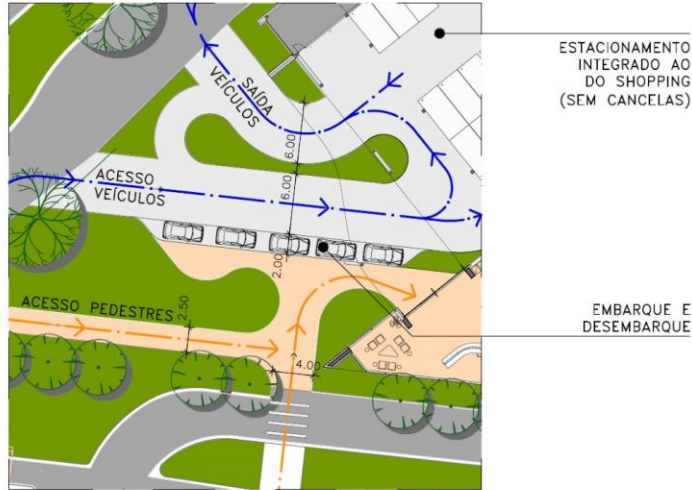 ESTACIONAMENTO
INTEGRADO AO
DO SHOPPING
(SEM CANCELAS)
SAÍDA
VEÍCULOS
6.00
6.00
ACESSO
VEÍCULOS
2.00
ACESSO PEDESTRES
2.50
EMBARQUE E
DESEMBARQUE
4.00